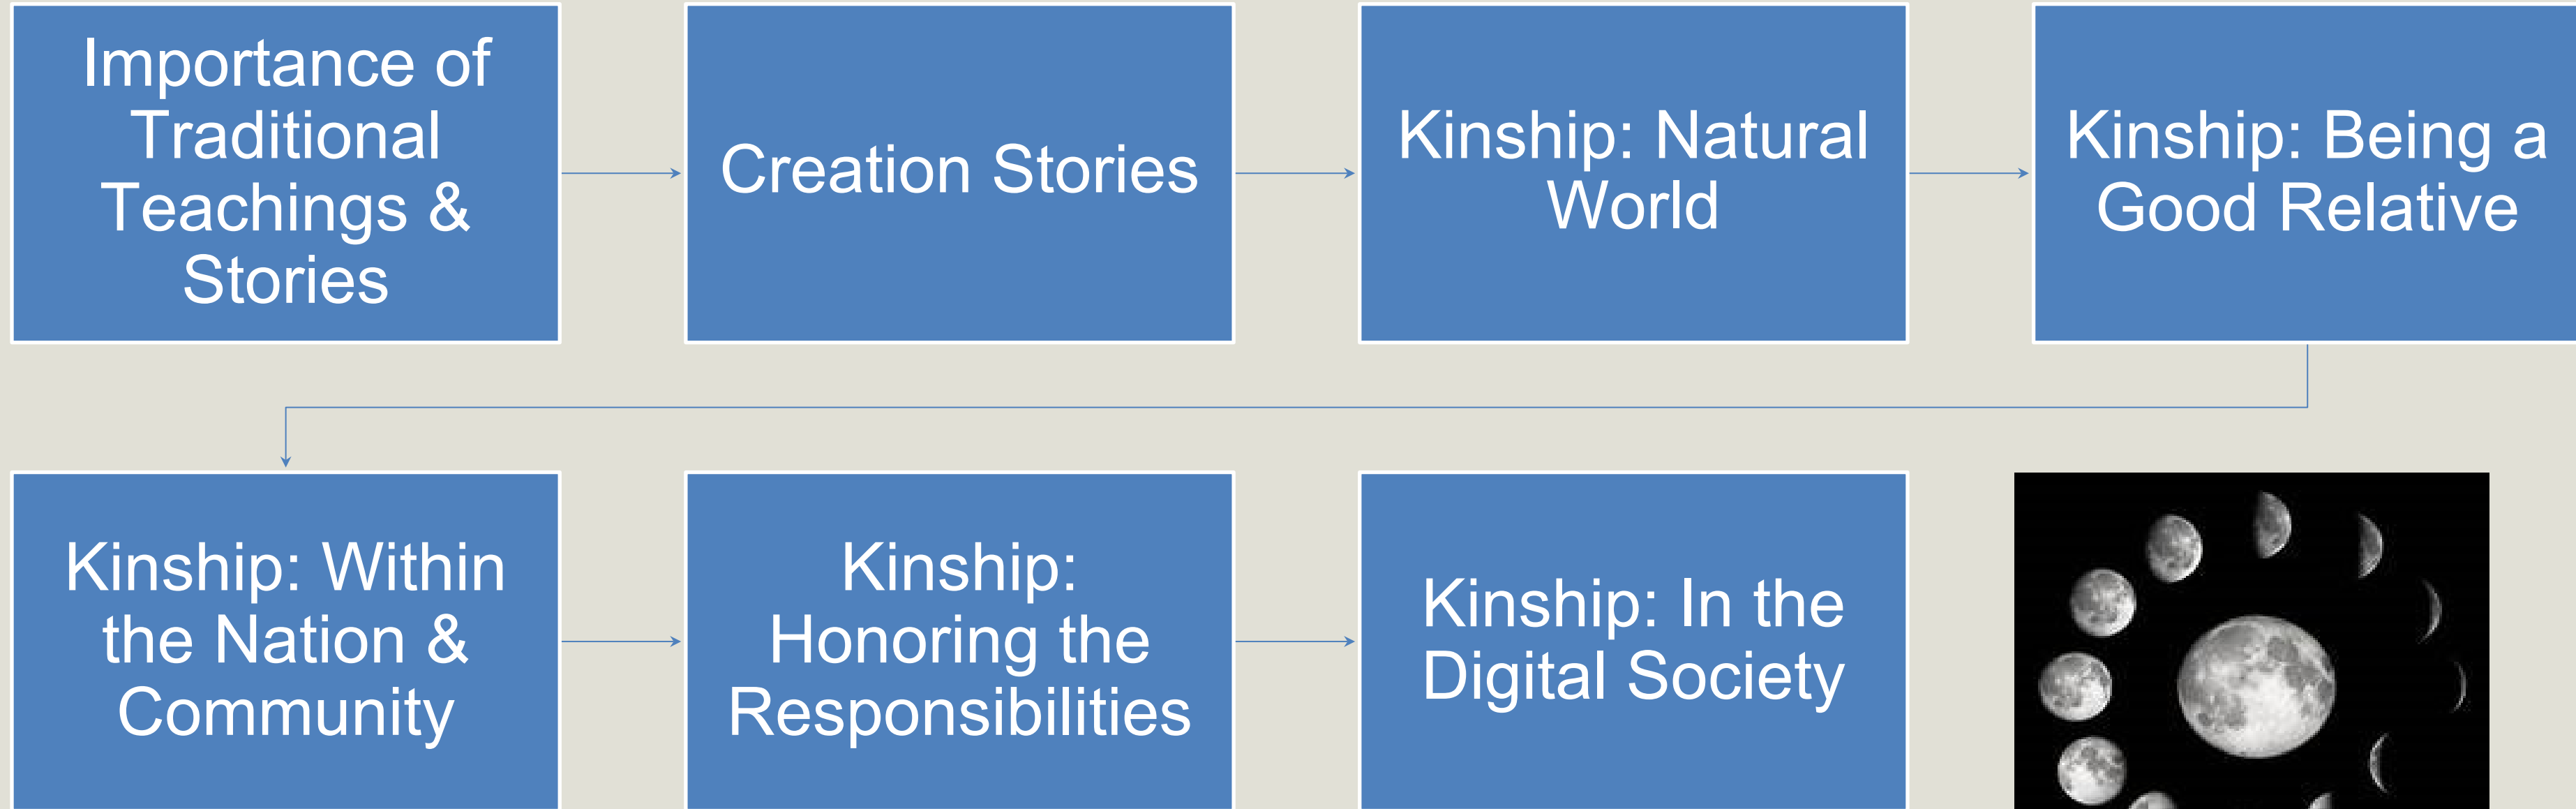 Importance of
Traditional
Teachings &
Stories
Creation Stories
Kinship: Natural
World
Kinship: Being a
Good Relative
Kinship: Within
the Nation &
Community
Kinship:
Honoring the
Responsibilities
Kinship: In the
Digital Society